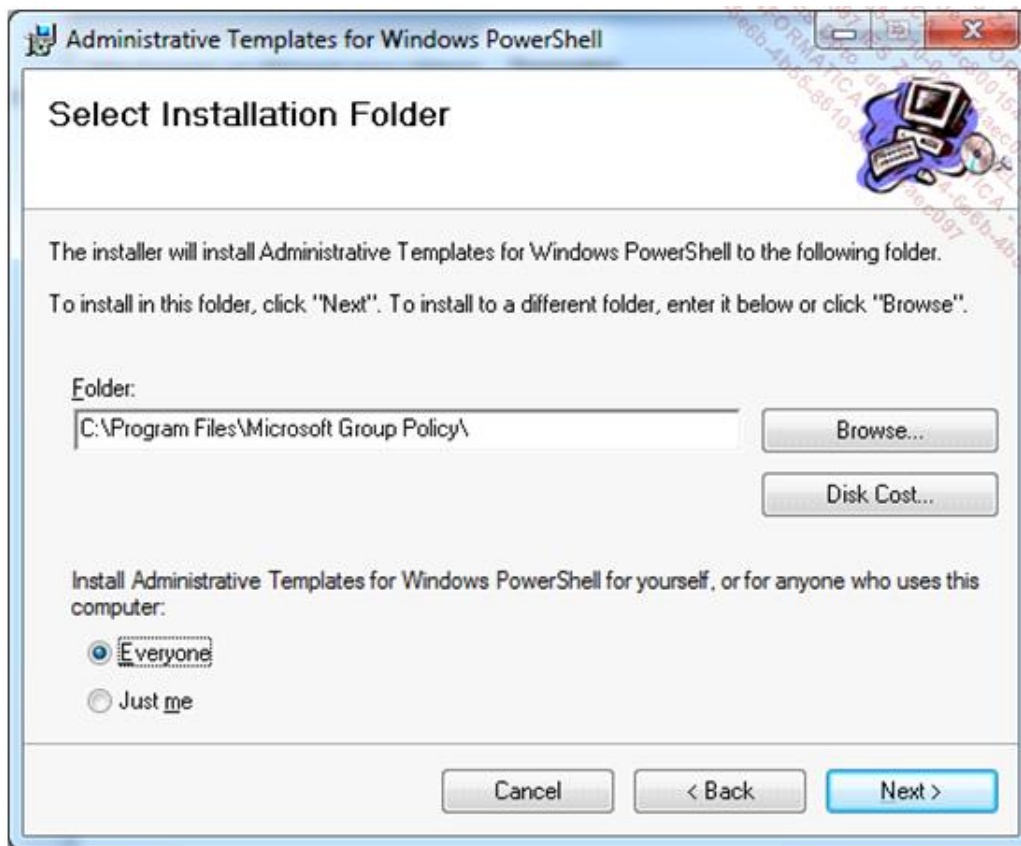 Administrative Templates for Windows PowerShell
Select Installation Folder
The installer will install Administrative Templates for Windows PowerShell to the following folder.
To install in this folder, click "Next". To install to a different folder, enter it below or click "Browse".
Folder:
C:\Program Files\Microsoft Group Policy\
Browse...
Disk Cost...
Install Administrative Templates for Windows PowerShell for yourself, or for anyone who uses this
computer:
Everyone
Just me
Cancel
< Back
Next >